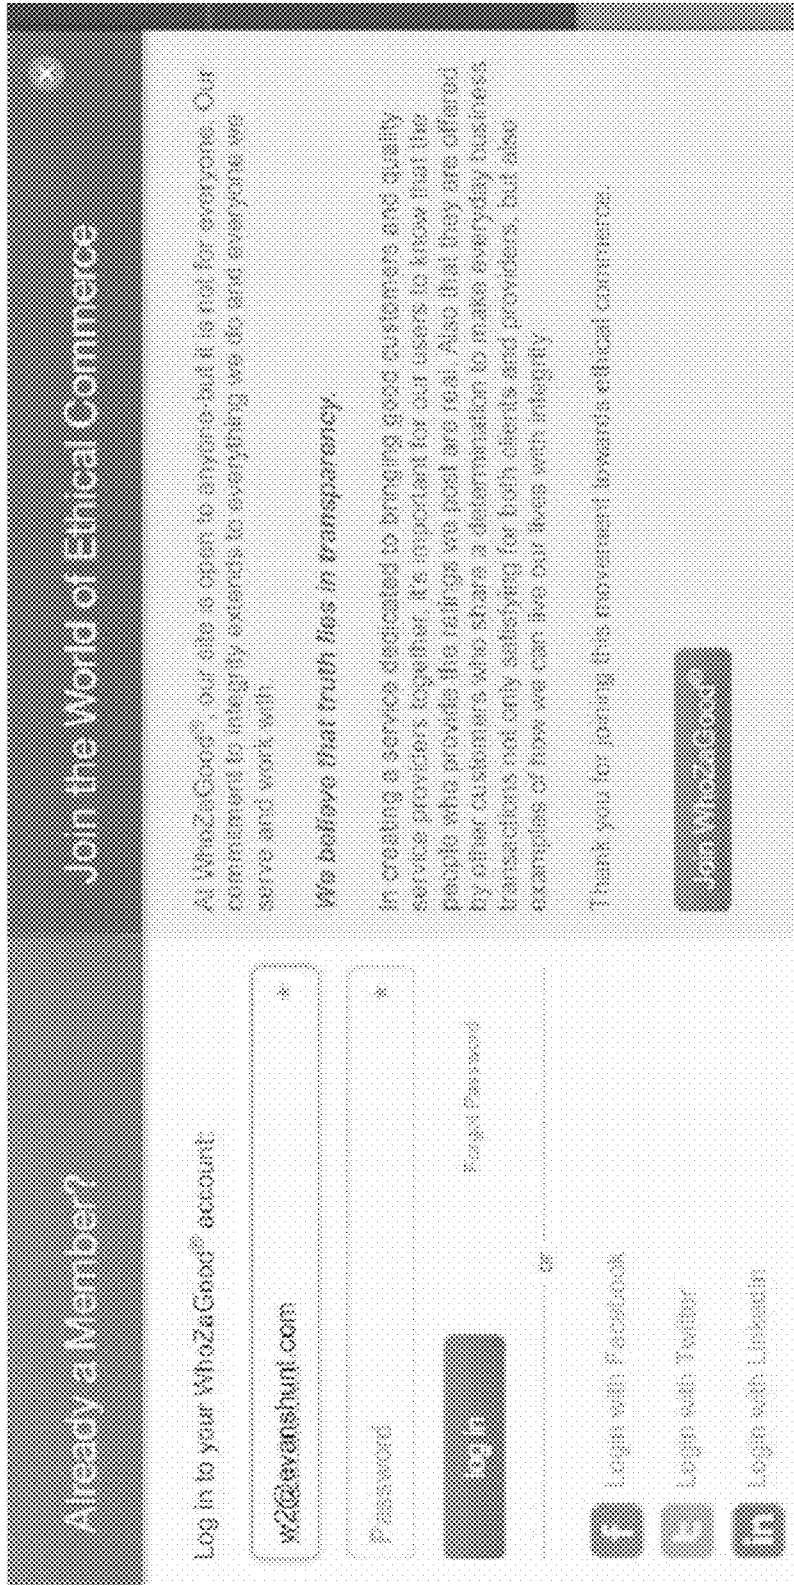 Already a Member?
Log in to your WhoZaGood® account:
@evanshunt.com
Password
log in
Forgot Password
OR
Login with Facebook
Login with Twitter
Login with LinkedIn
Join the World of Ethical Commerce
x
At WhoZaGood®, our site is open to anyone but it is not for everyone. Our
commitment to integrity extends to everything we do and everyone we
serve and work with.
We believe that truth lies in transparency.
In creating a service dedicated to bringing good customers and quality
service providers together, it's important for our users to know that the
people who provide the ratings we post are real. Also that they are offered
by other customers who share a determination to make everyday business
transactions not only satisfying for both clients and providers, but also
examples of how we can live our lives with integrity
Thank you for joining this movement towards ethical commerce.
Join WhoZaGood®